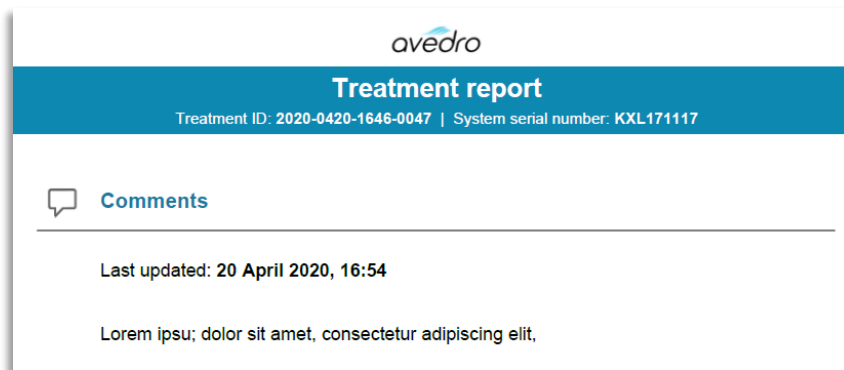 avedro
Treatment report
Treatment ID: 2020-0420-1646-0047 | System serial number: KXL171117
Comments
Last updated: 20 April 2020, 16:54
Lorem ipsu; dolor sit amet, consectetur adipiscing elit,